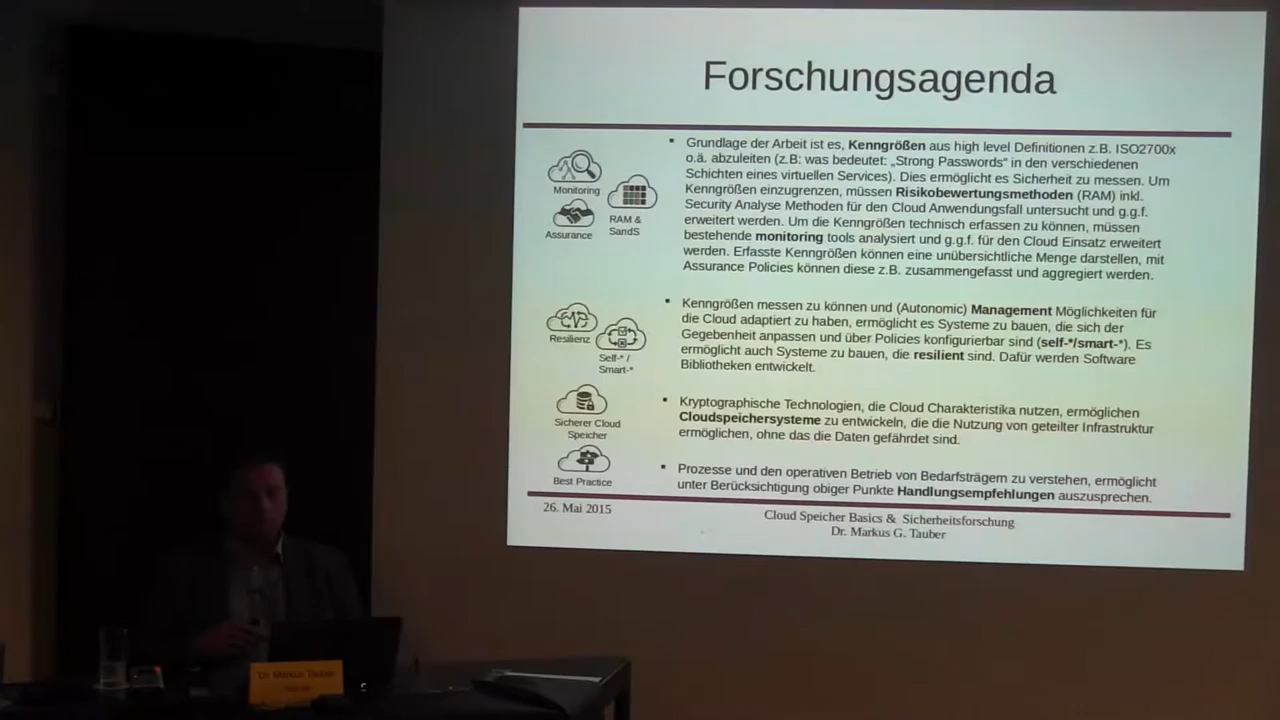 Forschungsagenda
Monitoring
RAM &
SandS
Assurance
▪ Grundlage der Arbeit ist es, Kenngrößen aus high level Definitionen z.B. ISO2700x
o.ä. abzuleiten (z.B: was bedeutet: „Strong Passwords“ in den verschiedenen
Schichten eines virtuellen Services). Dies ermöglicht es Sicherheit zu messen. Um
Kenngrößen einzugrenzen, müssen Risikobewertungsmethoden (RAM) inkl.
Security Analyse Methoden für den Cloud Anwendungsfall untersucht und g.g.f.
erweitert werden. Um die Kenngrößen technisch erfassen zu können, müssen
bestehende monitoring tools analysiert und g.g.f. für den Cloud Einsatz erweitert
werden. Erfasste Kenngrößen können eine unübersichtliche Menge darstellen, mit
Assurance Policies können diese z.B. zusammengefasst und aggregiert werden.
Resilienz
Self-* /
Smart-*
▪ Kenngrößen messen zu können und (Autonomic) Management Möglichkeiten für
die Cloud adaptiert zu haben, ermöglicht es Systeme zu bauen, die sich der
Gegebenheit anpassen und über Policies konfigurierbar sind (self-*/smart-*). Es
ermöglicht auch Systeme zu bauen, die resilient sind. Dafür werden Software
Bibliotheken entwickelt.
Sicherer Cloud
Speicher
▪ Kryptographische Technologien, die Cloud Charakteristika nutzen, ermöglichen
Cloudspeichersysteme zu entwickeln, die die Nutzung von geteilter Infrastruktur
ermöglichen, ohne das die Daten gefährdet sind.
Best Practice
▪ Prozesse und den operativen Betrieb von Bedarfsträgern zu verstehen, ermöglicht
unter Berücksichtigung obiger Punkte Handlungsempfehlungen auszusprechen.
26. Mai 2015
Cloud Speicher Basics & Sicherheitsforschung
Dr. Markus G. Tauber
Dr. Markus Tauber